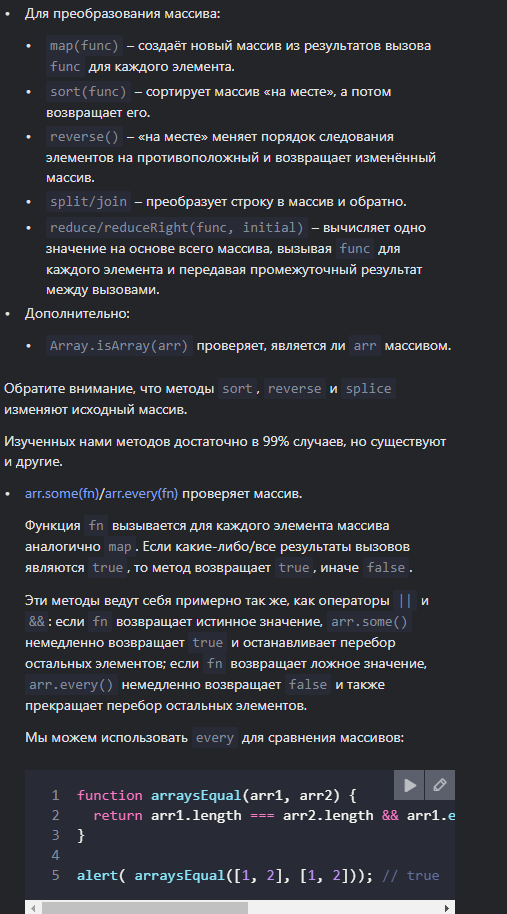 • Для преобразования массива:
• map(func) – создаёт новый массив из результатов вызова
func для каждого элемента.
• sort(func) – сортирует массив «на месте», а потом
возвращает его.
• reverse() – «на месте» меняет порядок следования
элементов на противоположный и возвращает изменённый
массив.
• split/join – преобразует строку в массив и обратно.
• reduce/reduceRight(func, initial) – вычисляет одно
значение на основе всего массива, вызывая func для
каждого элемента и передавая промежуточный результат
между вызовами.
• Дополнительно:
• Array.isArray(arr) проверяет, является ли arr массивом.
Обратите внимание, что методы sort, reverse и splice
изменяют исходный массив.
Изученных нами методов достаточно в 99% случаев, но существуют
и другие.
• arr.some(fn)/arr.every(fn) проверяет массив.
Функция fn вызывается для каждого элемента массива
аналогично map. Если какие-либо/все результаты вызовов
являются true, то метод возвращает true, иначе false.
Эти методы ведут себя примерно так же, как операторы || и
&&: если fn возвращает истинное значение, arr.some()
немедленно возвращает true и останавливает перебор
остальных элементов; если fn возвращает ложное значение,
arr.every() немедленно возвращает false и также
прекращает перебор остальных элементов.
Мы можем использовать every для сравнения массивов:
1 function arraysEqual(arr1, arr2) {
2 return arr1.length === arr2.length && arr1.e
3 }
4
5 alert( arraysEqual([1, 2], [1, 2])); // true